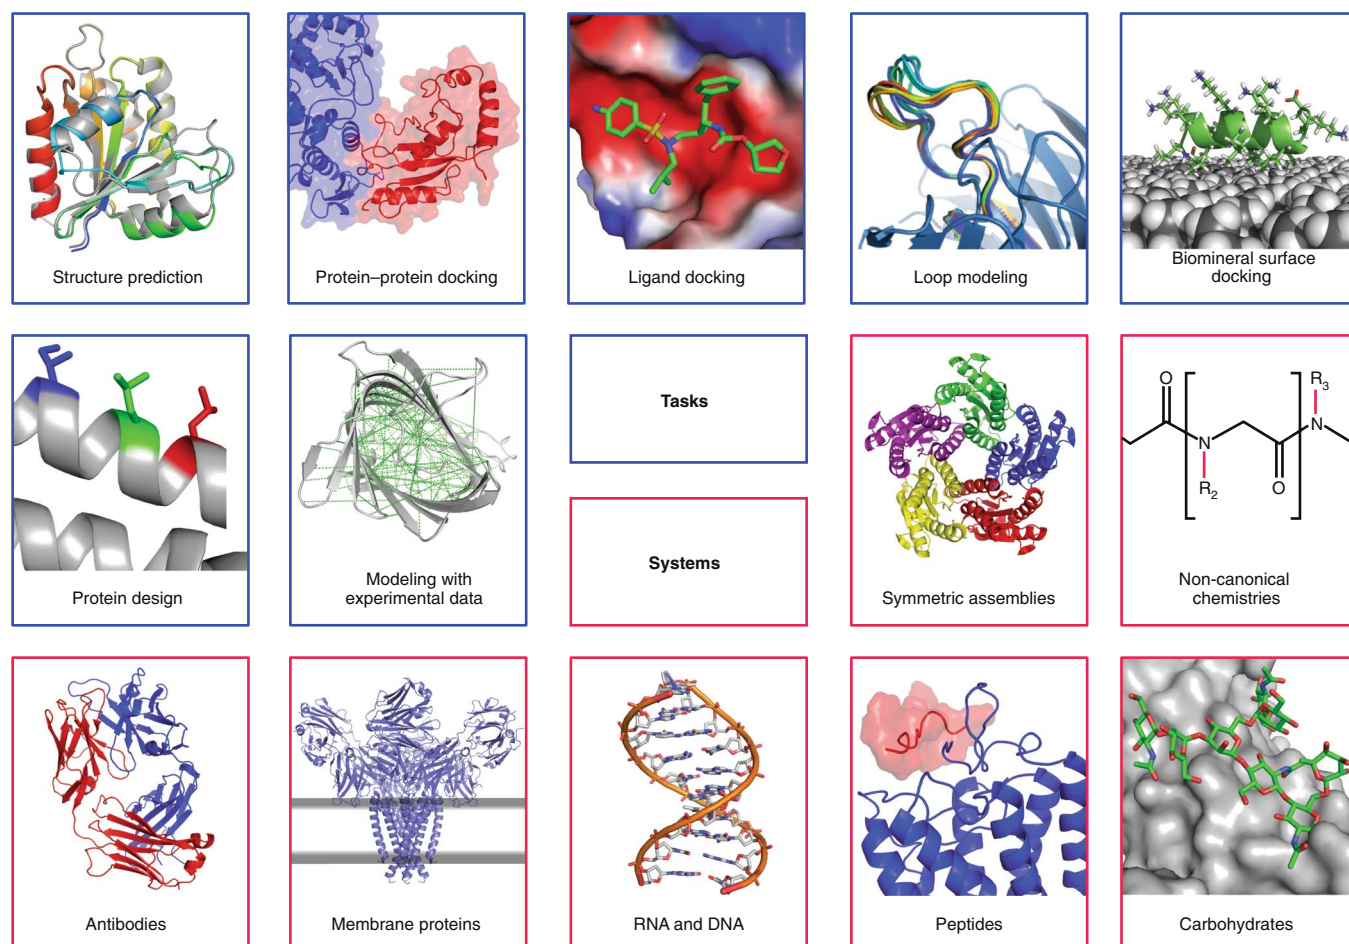 Structure prediction
Protein–protein docking
Ligand docking
Loop modeling
Biomineral surface
docking
Protein design
Modeling with
experimental data
Tasks
Systems
Symmetric assemblies
O
N
R2
O
N
R3
Non-canonical
chemistries
Antibodies
Membrane proteins
RNA and DNA
Peptides
Carbohydrates